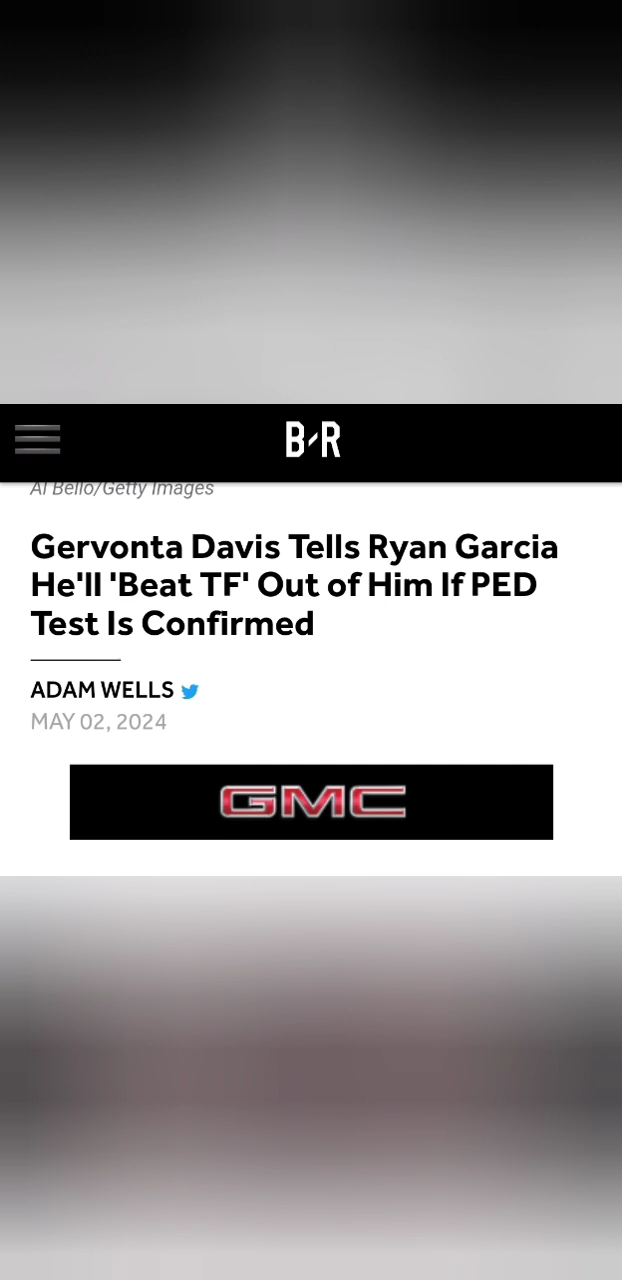 B/R
Al Bello/Getty Images
Gervonta Davis Tells Ryan Garcia
He'll 'Beat TF' Out of Him If PED
Test Is Confirmed
ADAM WELLS
MAY 02, 2024
GMC